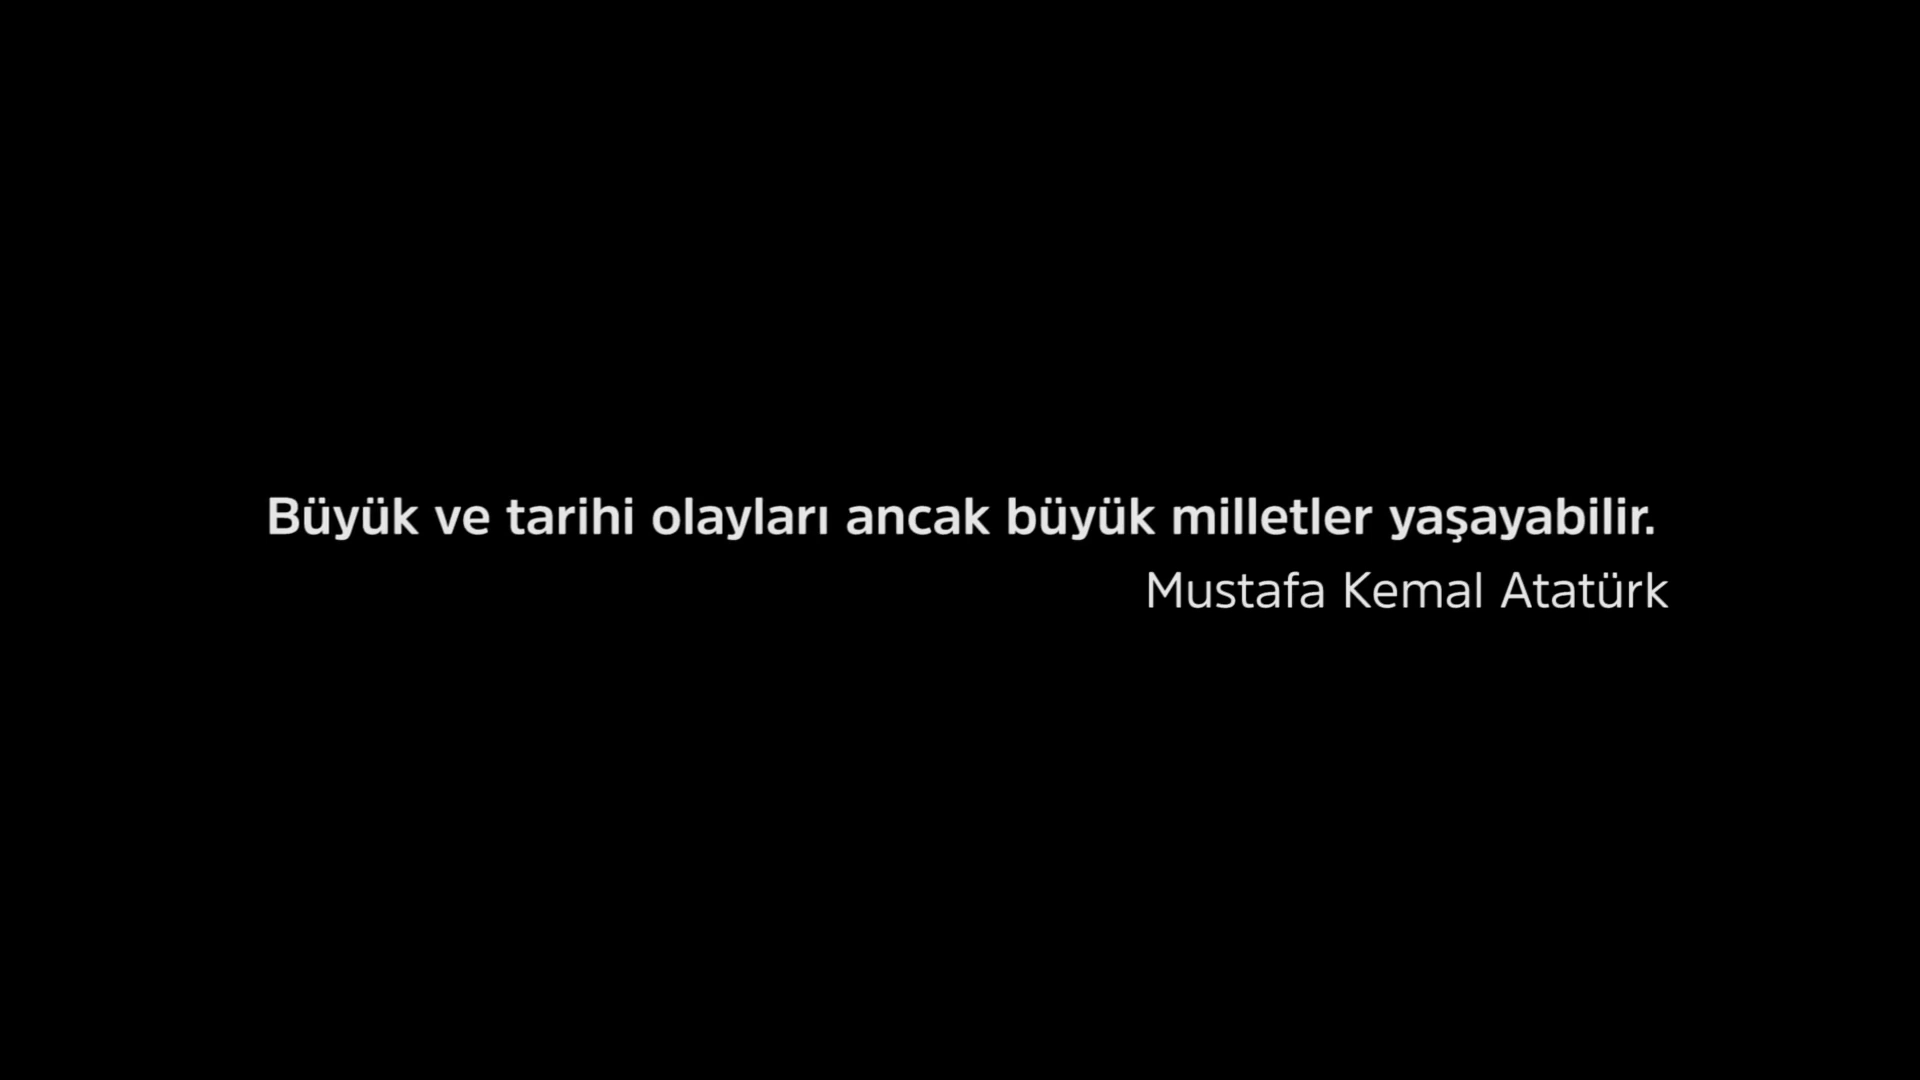 Büyük ve tarihi olayları ancak büyük milletler yaşayabilir.
Mustafa Kemal Atatürk